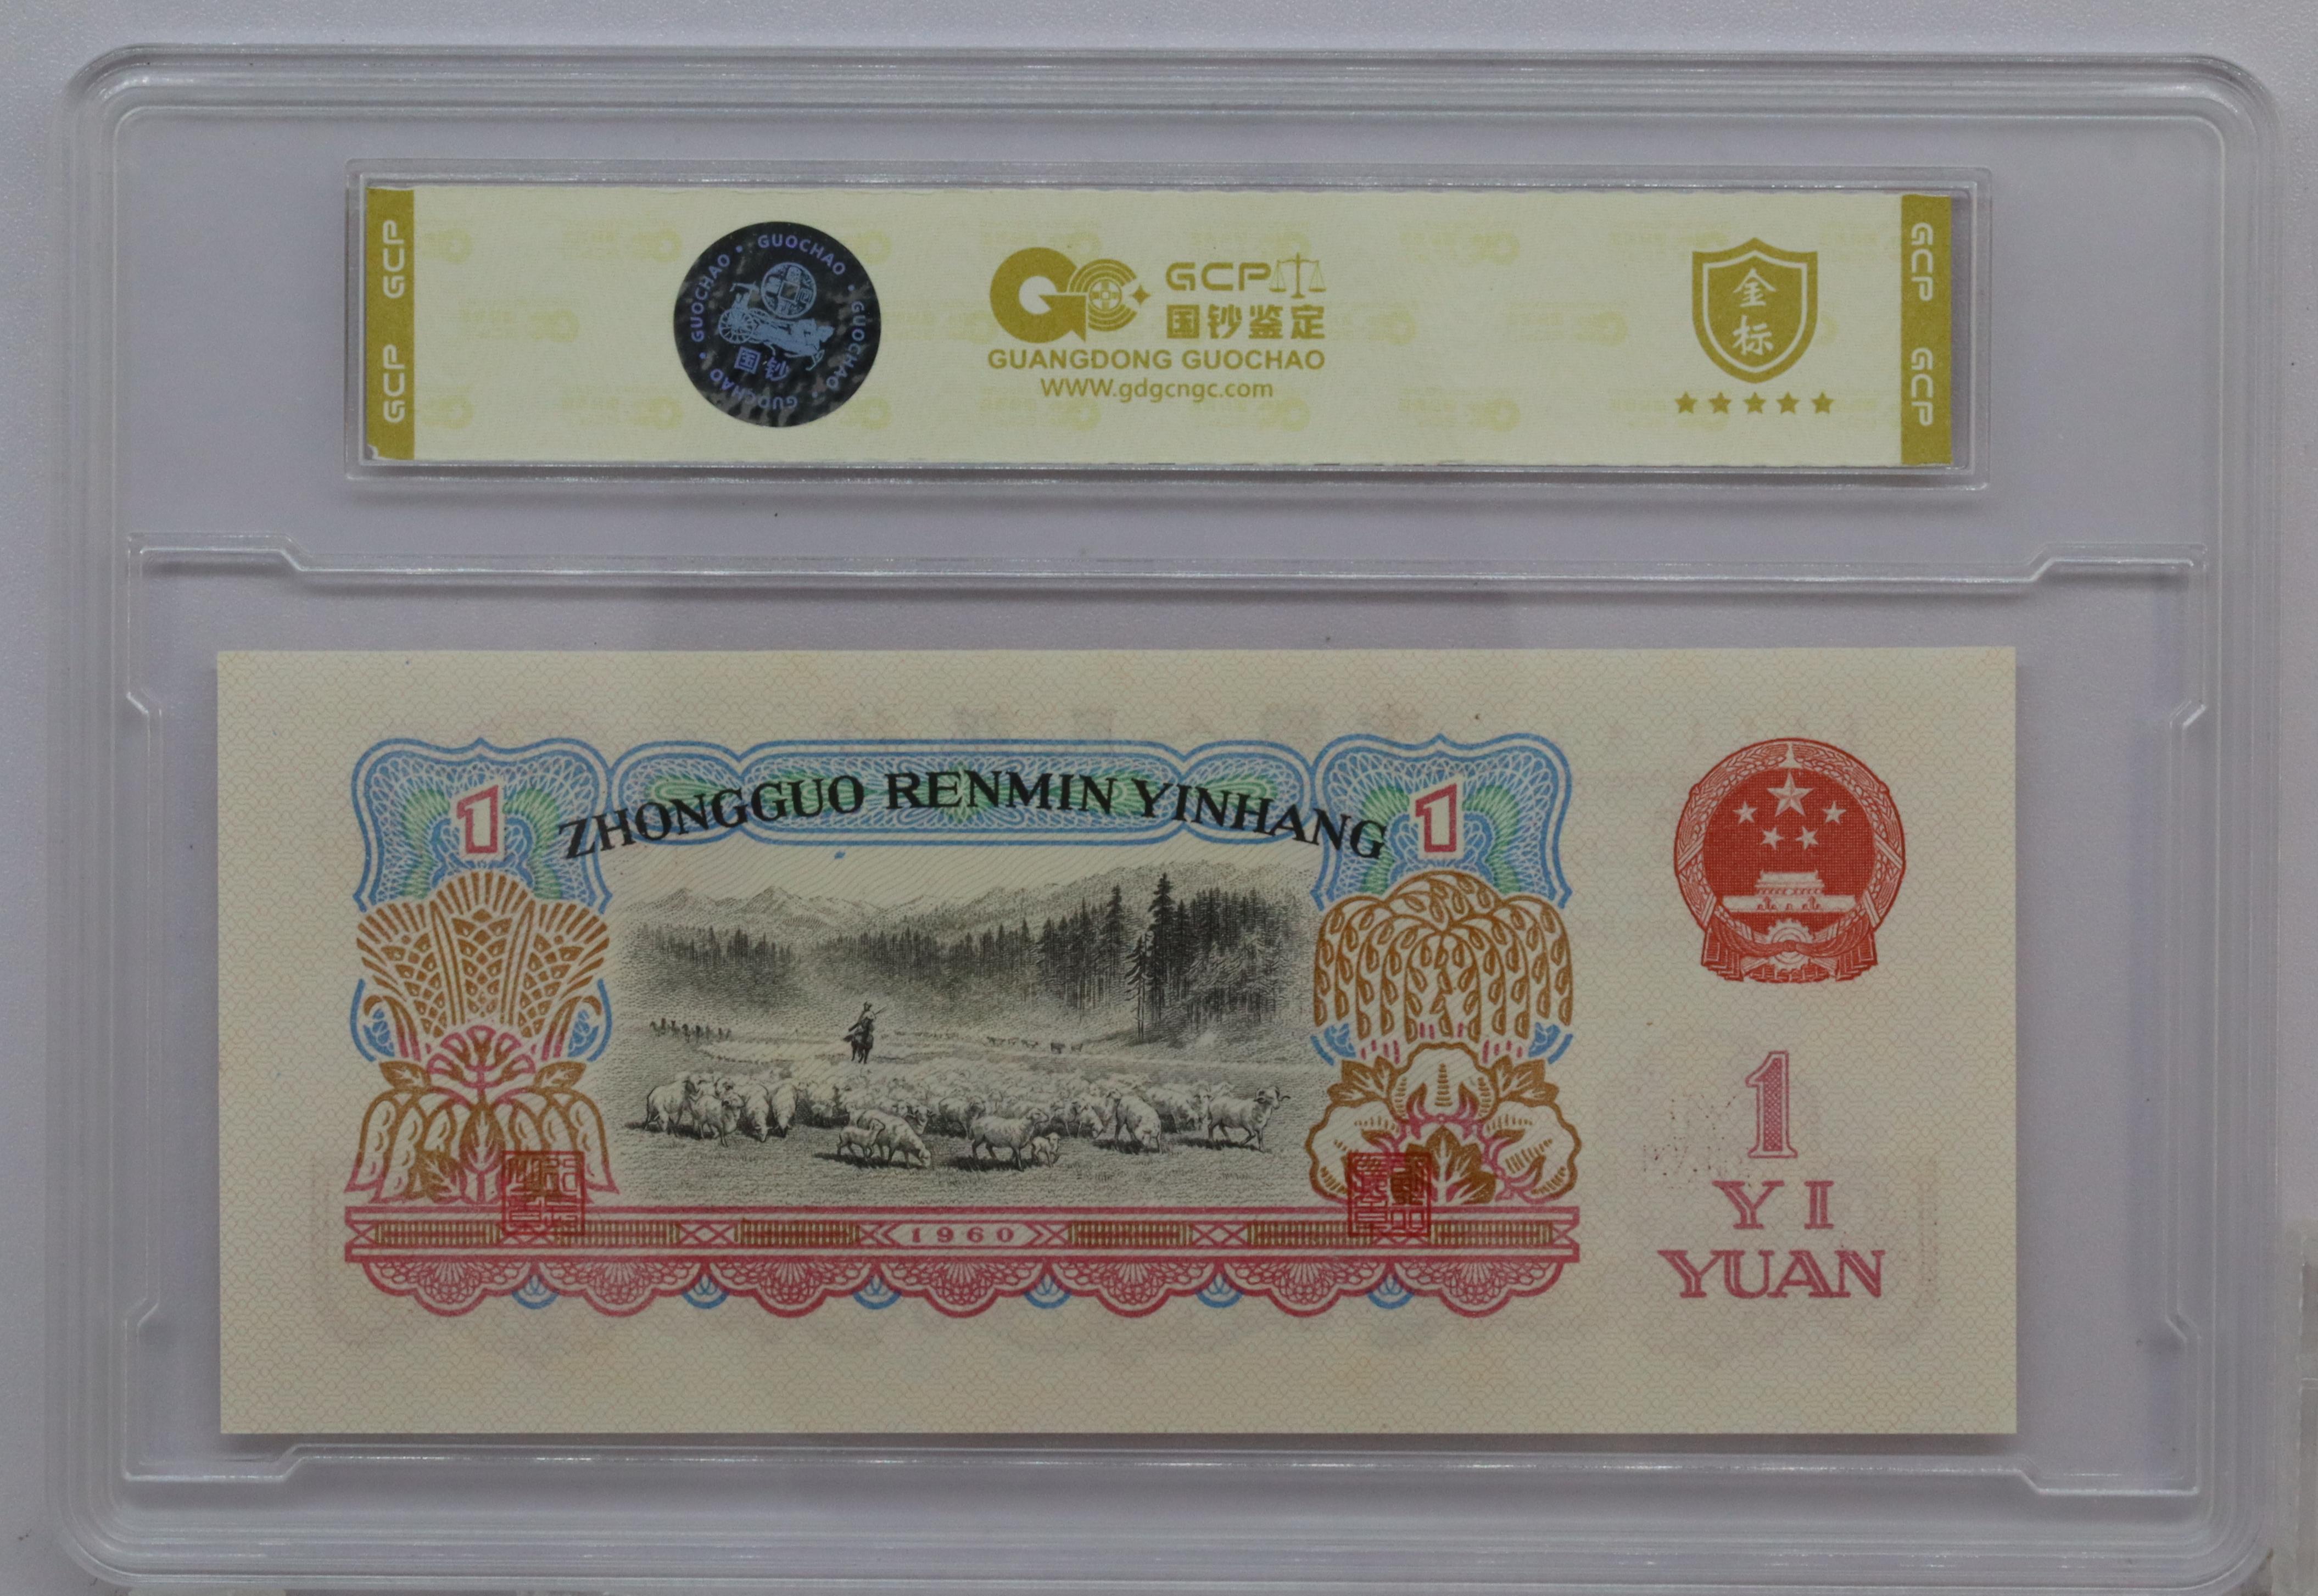 GCP GCP
GUOCHAO • GUOCHAO • GUOCHAO • GUOCHAO •
国钞
GCP
国钞鉴定
GUANGDONG GUOCHAO
WWW.gdgcngc.com
金标
GCP GCP
ZHONGGUO RENMIN YINHANG
1 1
1
YI
YUAN
1960